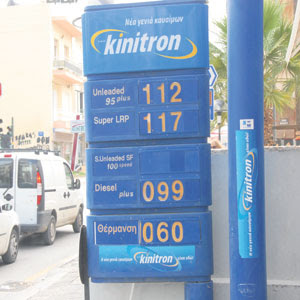 Νέα γενιά καυσίμων
kinitron
Unleaded
95 plus
112
Super LRP
117
S.Unleaded SF
100
Diesel
plus
099
Θέρμανση
060
kinitron
kinitron